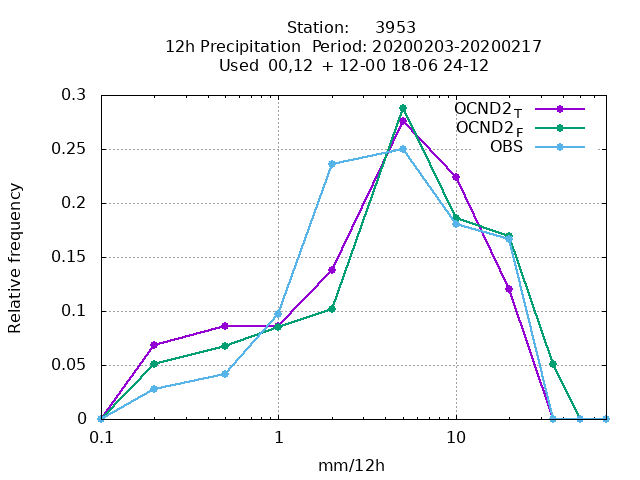 Station:     3953
12h Precipitation  Period: 20200203-20200217
Used  00,12  + 12-00 18-06 24-12
OCND2T
OCND2F
OBS
Relative frequency
0.3
0.25
0.2
0.15
0.1
0.05
0
0.1 1 10
mm/12h